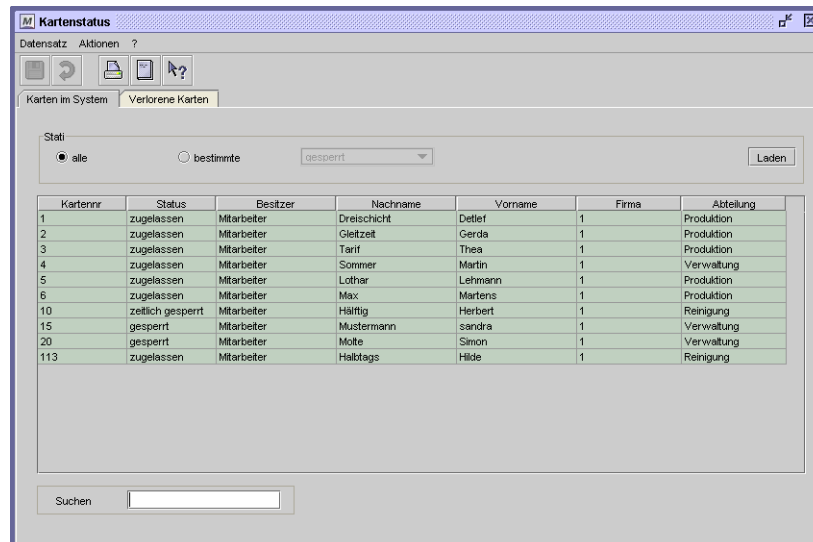 M Kartenstatus
Datensatz Aktionen ?
?
Karten im System Verlorene Karten
Stati
alle bestimmte gesperrt Laden
Kartennr Status Besitzer Nachname Vorname Firma Abteilung
1 zugelassen Mitarbeiter Dreischicht Detlef 1 Produktion
2 zugelassen Mitarbeiter Gleitzeit Gerda 1 Produktion
3 zugelassen Mitarbeiter Tarif Thea 1 Produktion
4 zugelassen Mitarbeiter Sommer Martin 1 Verwaltung
5 zugelassen Mitarbeiter Lothar Lehmann 1 Produktion
6 zugelassen Mitarbeiter Max Martens 1 Produktion
10 zeitlich gesperrt Mitarbeiter Hälftig Herbert 1 Reinigung
15 gesperrt Mitarbeiter Mustermann sandra 1 Verwaltung
20 gesperrt Mitarbeiter Molte Simon 1 Verwaltung
113 zugelassen Mitarbeiter Halbtags Hilde 1 Reinigung
Suchen